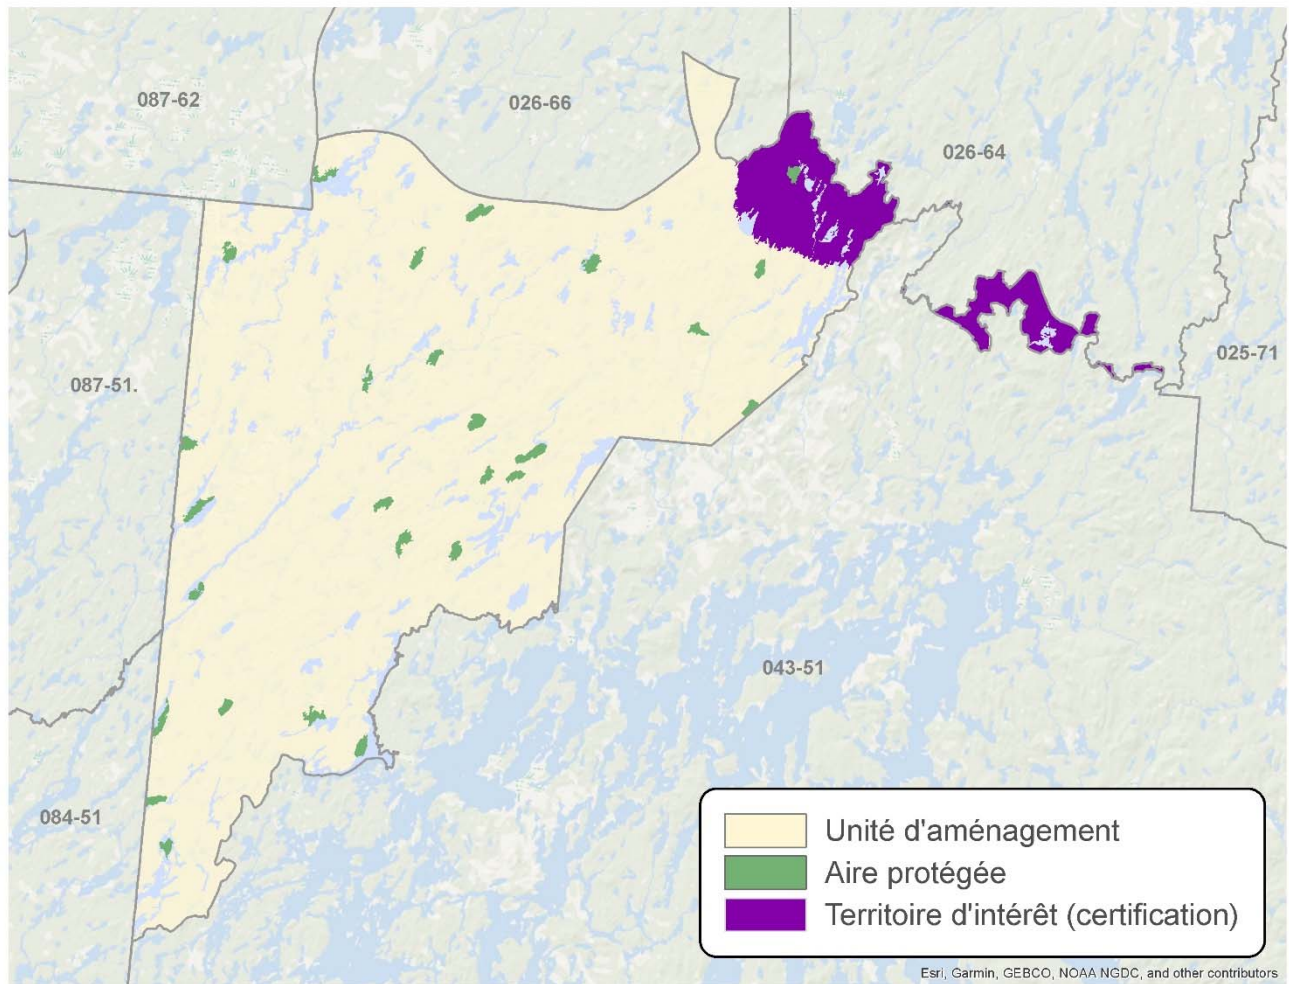 087-62
026-66
026-64
025-71
087-51.
043-51
084-51
Unité d'aménagement
Aire protégée
Territoire d'intérêt (certification)
Esri, Garmin, GEBCO, NOAA NGDC, and other contributors